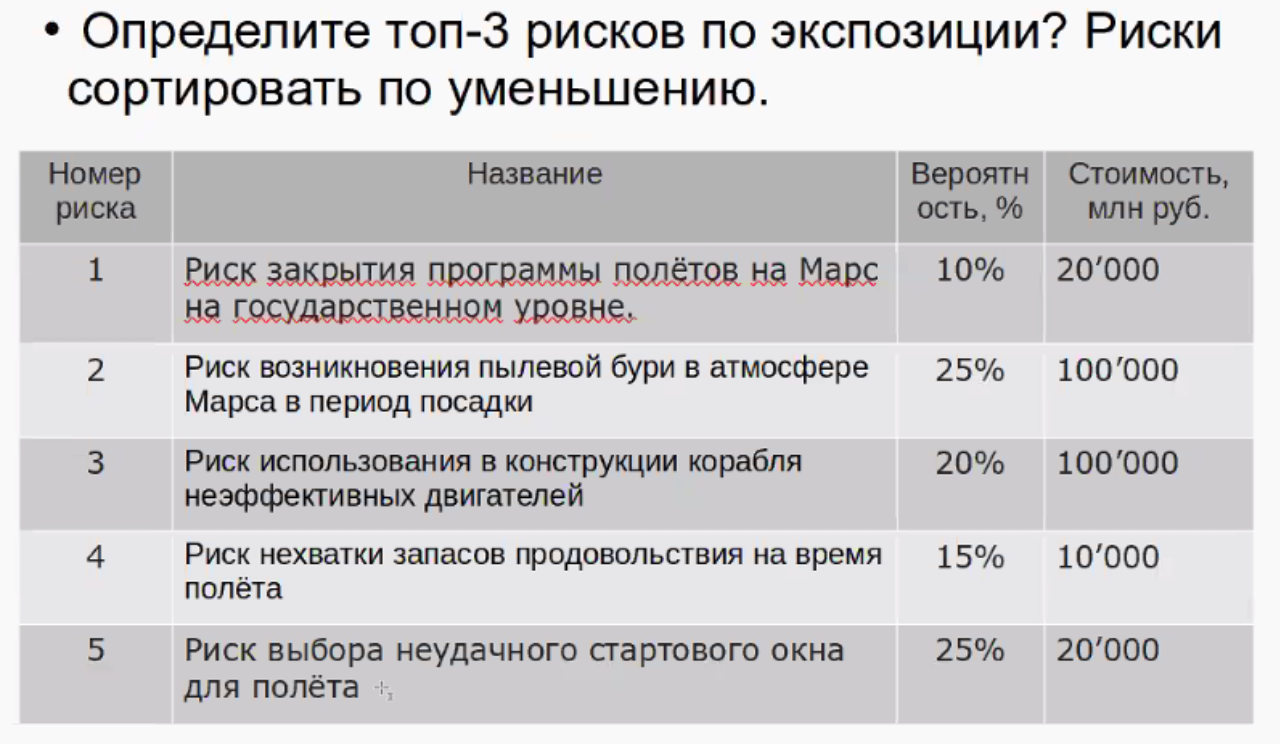 • Определите топ-3 рисков по экспозиции? Риски
сортировать по уменьшению.
Номер
риска
Название
Вероятн
ость, %
Стоимость,
млн руб.
1
Риск закрытия программы полётов на Марс
на государственном уровне.
10%
20’000
2
Риск возникновения пылевой бури в атмосфере
Марса в период посадки
25%
100’000
3
Риск использования в конструкции корабля
неэффективных двигателей
20%
100’000
4
Риск нехватки запасов продовольствия на время
полёта
15%
10’000
5
Риск выбора неудачного стартового окна
для полёта
25%
20’000